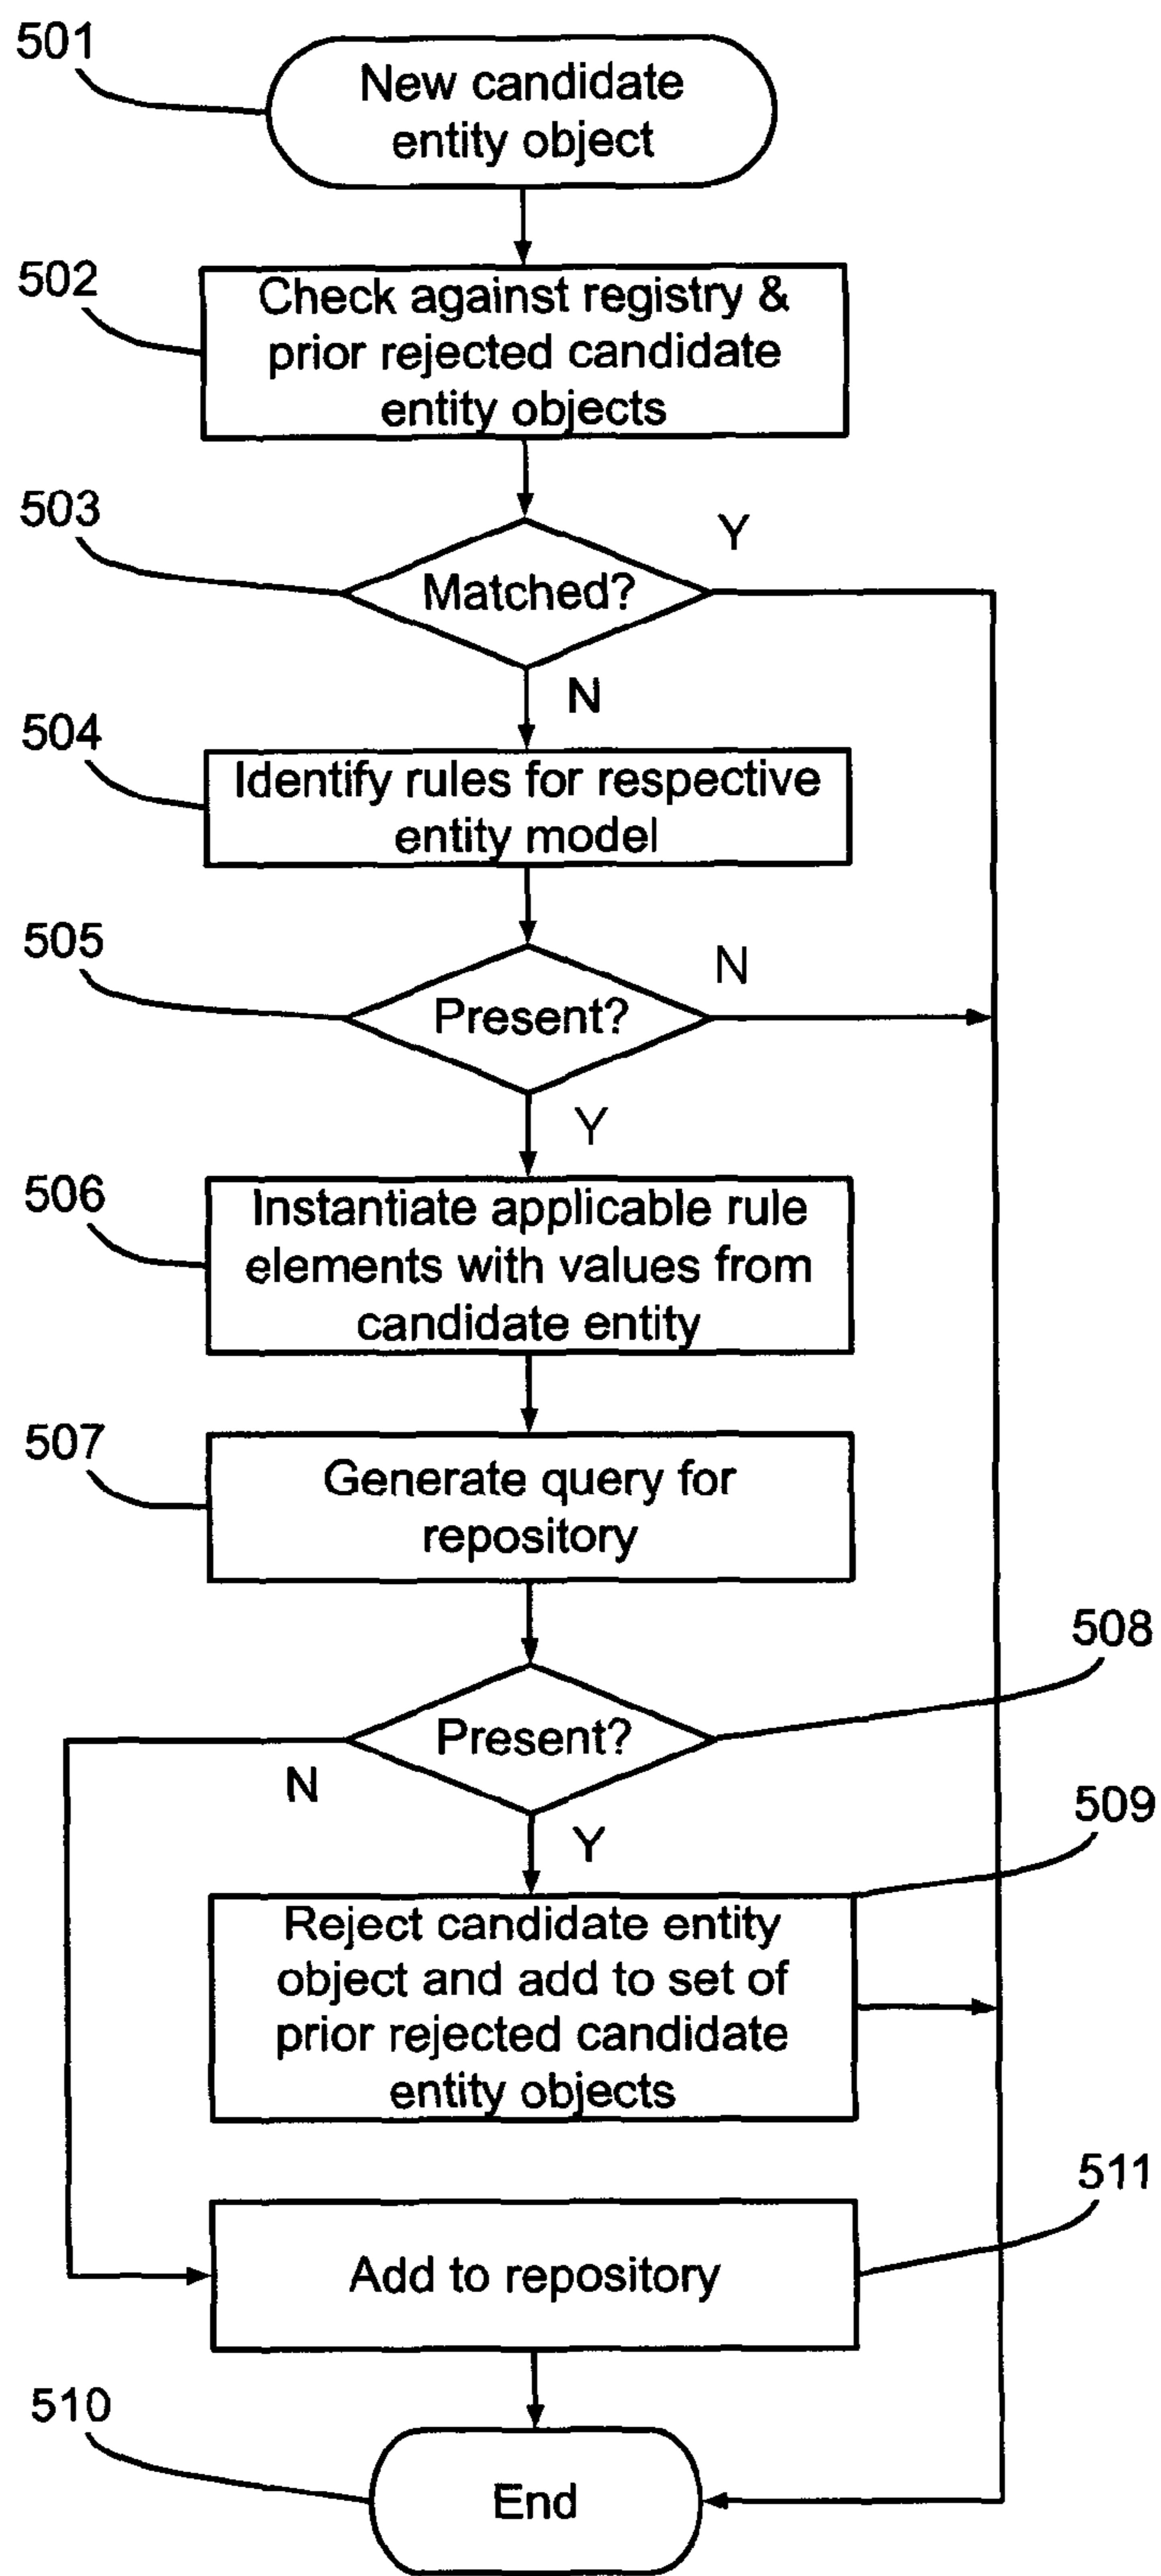 501
New candidate
entity object
502
Check against registry &
prior rejected candidate
entity objects
503
Matched?
Y
N
504
Identify rules for respective
entity model
505
Present?
N
Y
506
Instantiate applicable rule
elements with values from
candidate entity
507
Generate query for
repository
508
Present?
N
Y
509
Reject candidate entity
object and add to set of
prior rejected candidate
entity objects
511
Add to repository
510
End